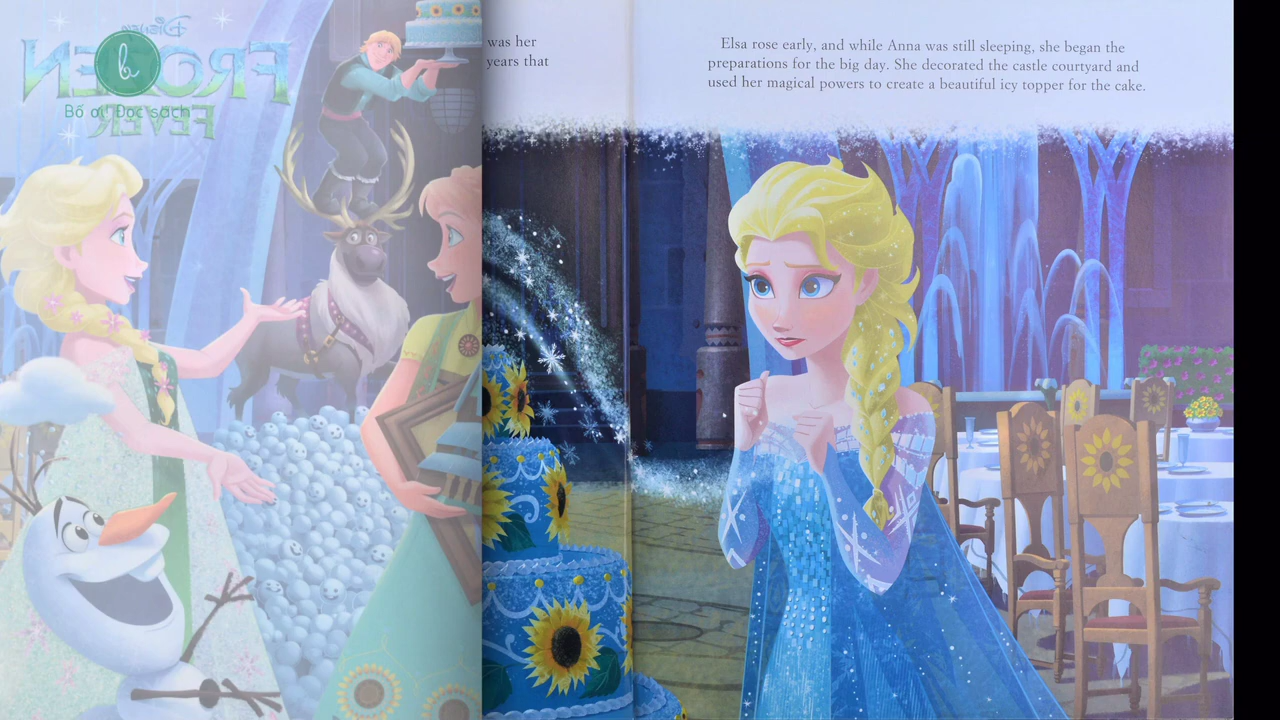 Disney
FROZEN
FEVER
b
Bố ơi! Đọc sách
was her
years that
Elsa rose early, and while Anna was still sleeping, she began the
preparations for the big day. She decorated the castle courtyard and
used her magical powers to create a beautiful icy topper for the cake.